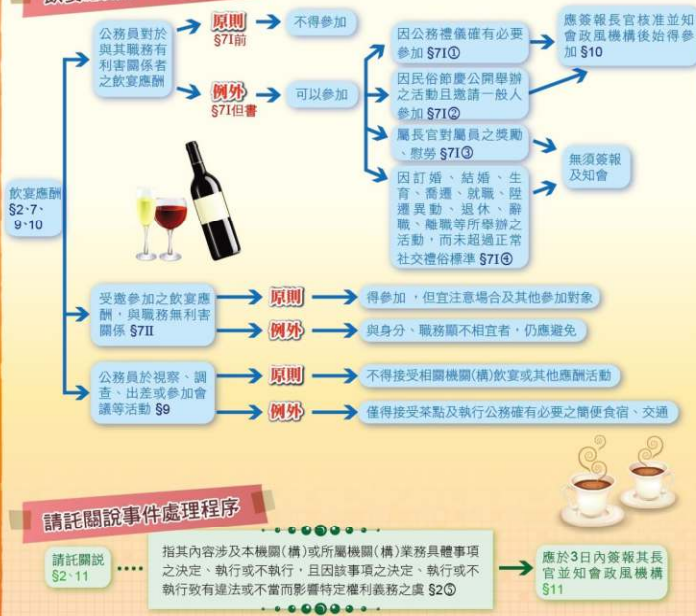 公務員對於
與其職務有
利害關係者
之飲宴應酬
原則
§7I前
不得參加
例外
§7I但書
可以參加
因公務禮儀確有必要
參加 §7I①
因民俗節慶公開舉辦
之活動且邀請一般人
參加 §7I②
屬長官對屬員之獎勵
、慰勞 §7I③
因訂婚、結婚、生
育、喬遷、就職、陞
遷異動、退休、辭
職、離職等所舉辦之
活動,而未超過正常
社交禮俗標準 §7I④
應簽報長官核准並知
會政風機構後始得參
加 §10
無須簽報
及知會
飲宴應酬
§2、7、
9、10
受邀參加之飲宴應
酬,與職務無利害
關係 §7II
原則
得參加,但宜注意場合及其他參加對象
例外
與身分、職務顯不相宜者,仍應避免
公務員於視察、調
查、出差或參加會
議等活動 §9
原則
不得接受相關機關(構)飲宴或其他應酬活動
例外
僅得接受茶點及執行公務確有必要之簡便食宿、交通
請託關說事件處理程序
請託關說
§2、11
指其內容涉及本機關(構)或所屬機關(構)業務具體事項
之決定、執行或不執行,且因該事項之決定、執行或不
執行致有違法或不當而影響特定權利義務之虞 §2⑤
應於3日內簽報其長
官並知會政風機構
§11